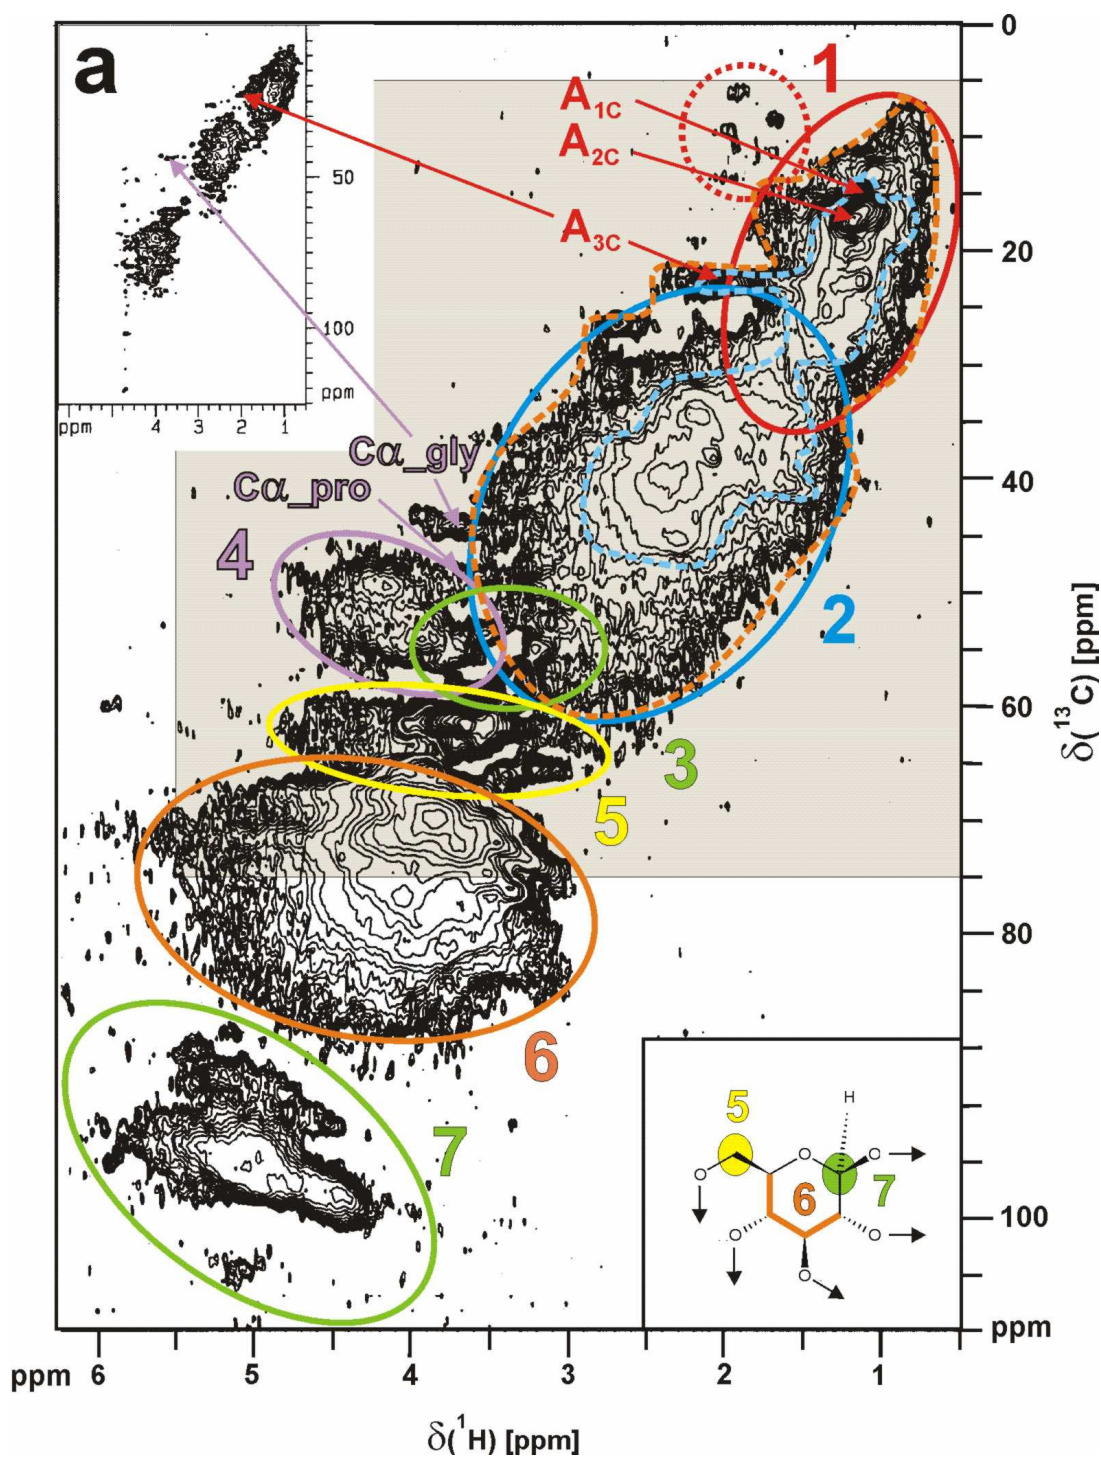 a
50
100
ppm
ppm 4 3 2 1
1
A1C
A2C
A3C
Cα_gly
Cα_pro
4
2
3
5
6
7
0
20
40
60
80
100
ppm
δ(13C) [ppm]
5
H
O
O
O
6
7
O
O
O
ppm 6 5 4 3 2 1
δ(1H) [ppm]